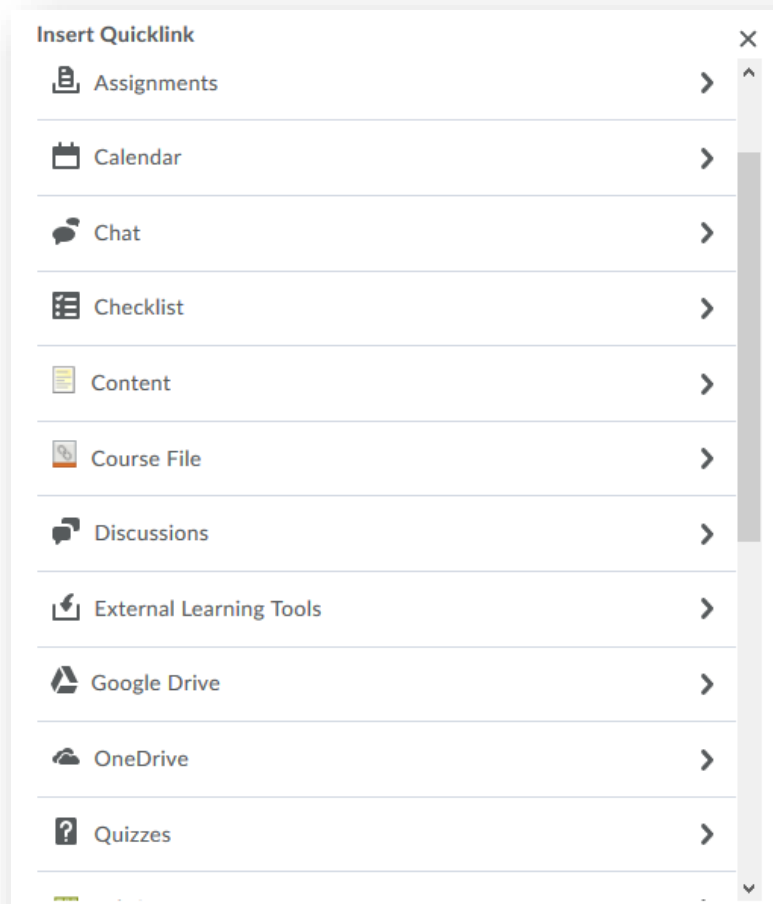 Insert Quicklink
Assignments
Calendar
Chat
Checklist
Content
Course File
Discussions
External Learning Tools
Google Drive
OneDrive
Quizzes